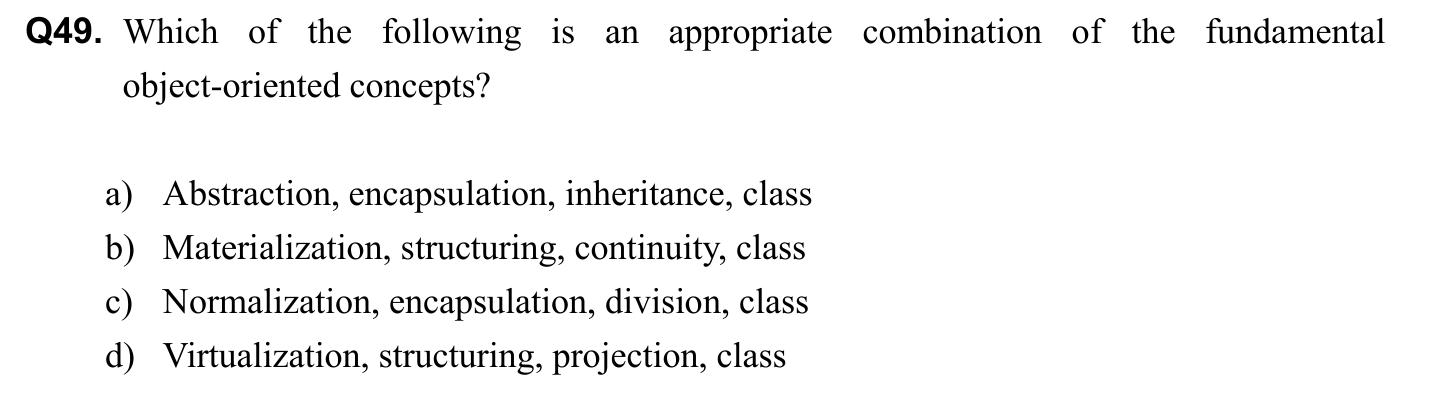 Q49. Which of the following is an appropriate combination of the fundamental
object-oriented concepts?
a) Abstraction, encapsulation, inheritance, class
b) Materialization, structuring, continuity, class
c) Normalization, encapsulation, division, class
d) Virtualization, structuring, projection, class